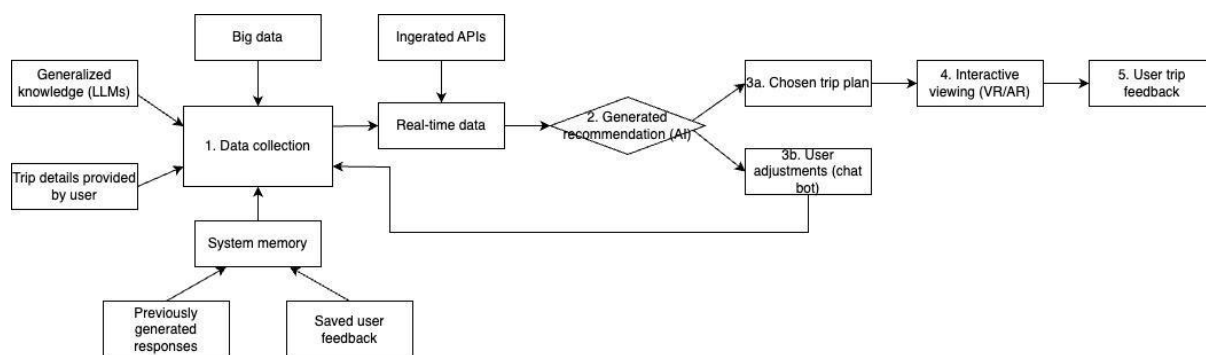 Big data
Ingerated APIs
Generalized
knowledge (LLMs)
3a. Chosen trip plan
4. Interactive
viewing (VR/AR)
5. User trip
feedback
1. Data collection
Real-time data
2. Generated
recommendation (AI)
Trip details provided
by user
3b. User
adjustments (chat
bot)
System memory
Previously
generated
responses
Saved user
feedback